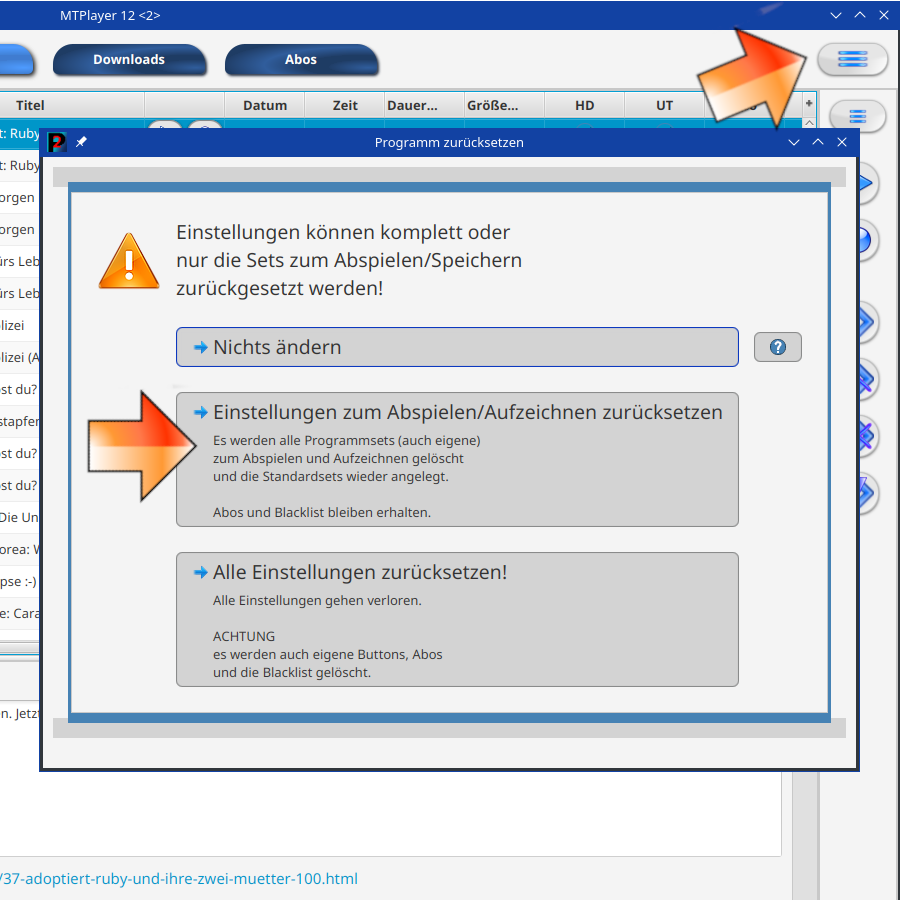 MTPlayer 12 <2>
Downloads
Abos
Titel
Datum
Zeit
Dauer...
Größe...
HD
UT
+
t: Ruby
Programm zurücksetzen
t: Ruby
orgen
orgen
ürs Leb
ürs Leb
olizei
olizei (A
ost du?
stapfer
ost du?
ost du?
Die Un
orea: W
pse :-)
e: Cara
Einstellungen können komplett oder
nur die Sets zum Abspielen/Speichern
zurückgesetzt werden!
Nichts ändern
?
Einstellungen zum Abspielen/Aufzeichnen zurücksetzen
Es werden alle Programmsets (auch eigene)
zum Abspielen und Aufzeichnen gelöscht
und die Standardsets wieder angelegt.
Abos und Blacklist bleiben erhalten.
Alle Einstellungen zurücksetzen!
Alle Einstellungen gehen verloren.
ACHTUNG
es werden auch eigene Buttons, Abos
und die Blacklist gelöscht.
n. Jetzt
/37-adoptiert-ruby-und-ihre-zwei-muetter-100.html